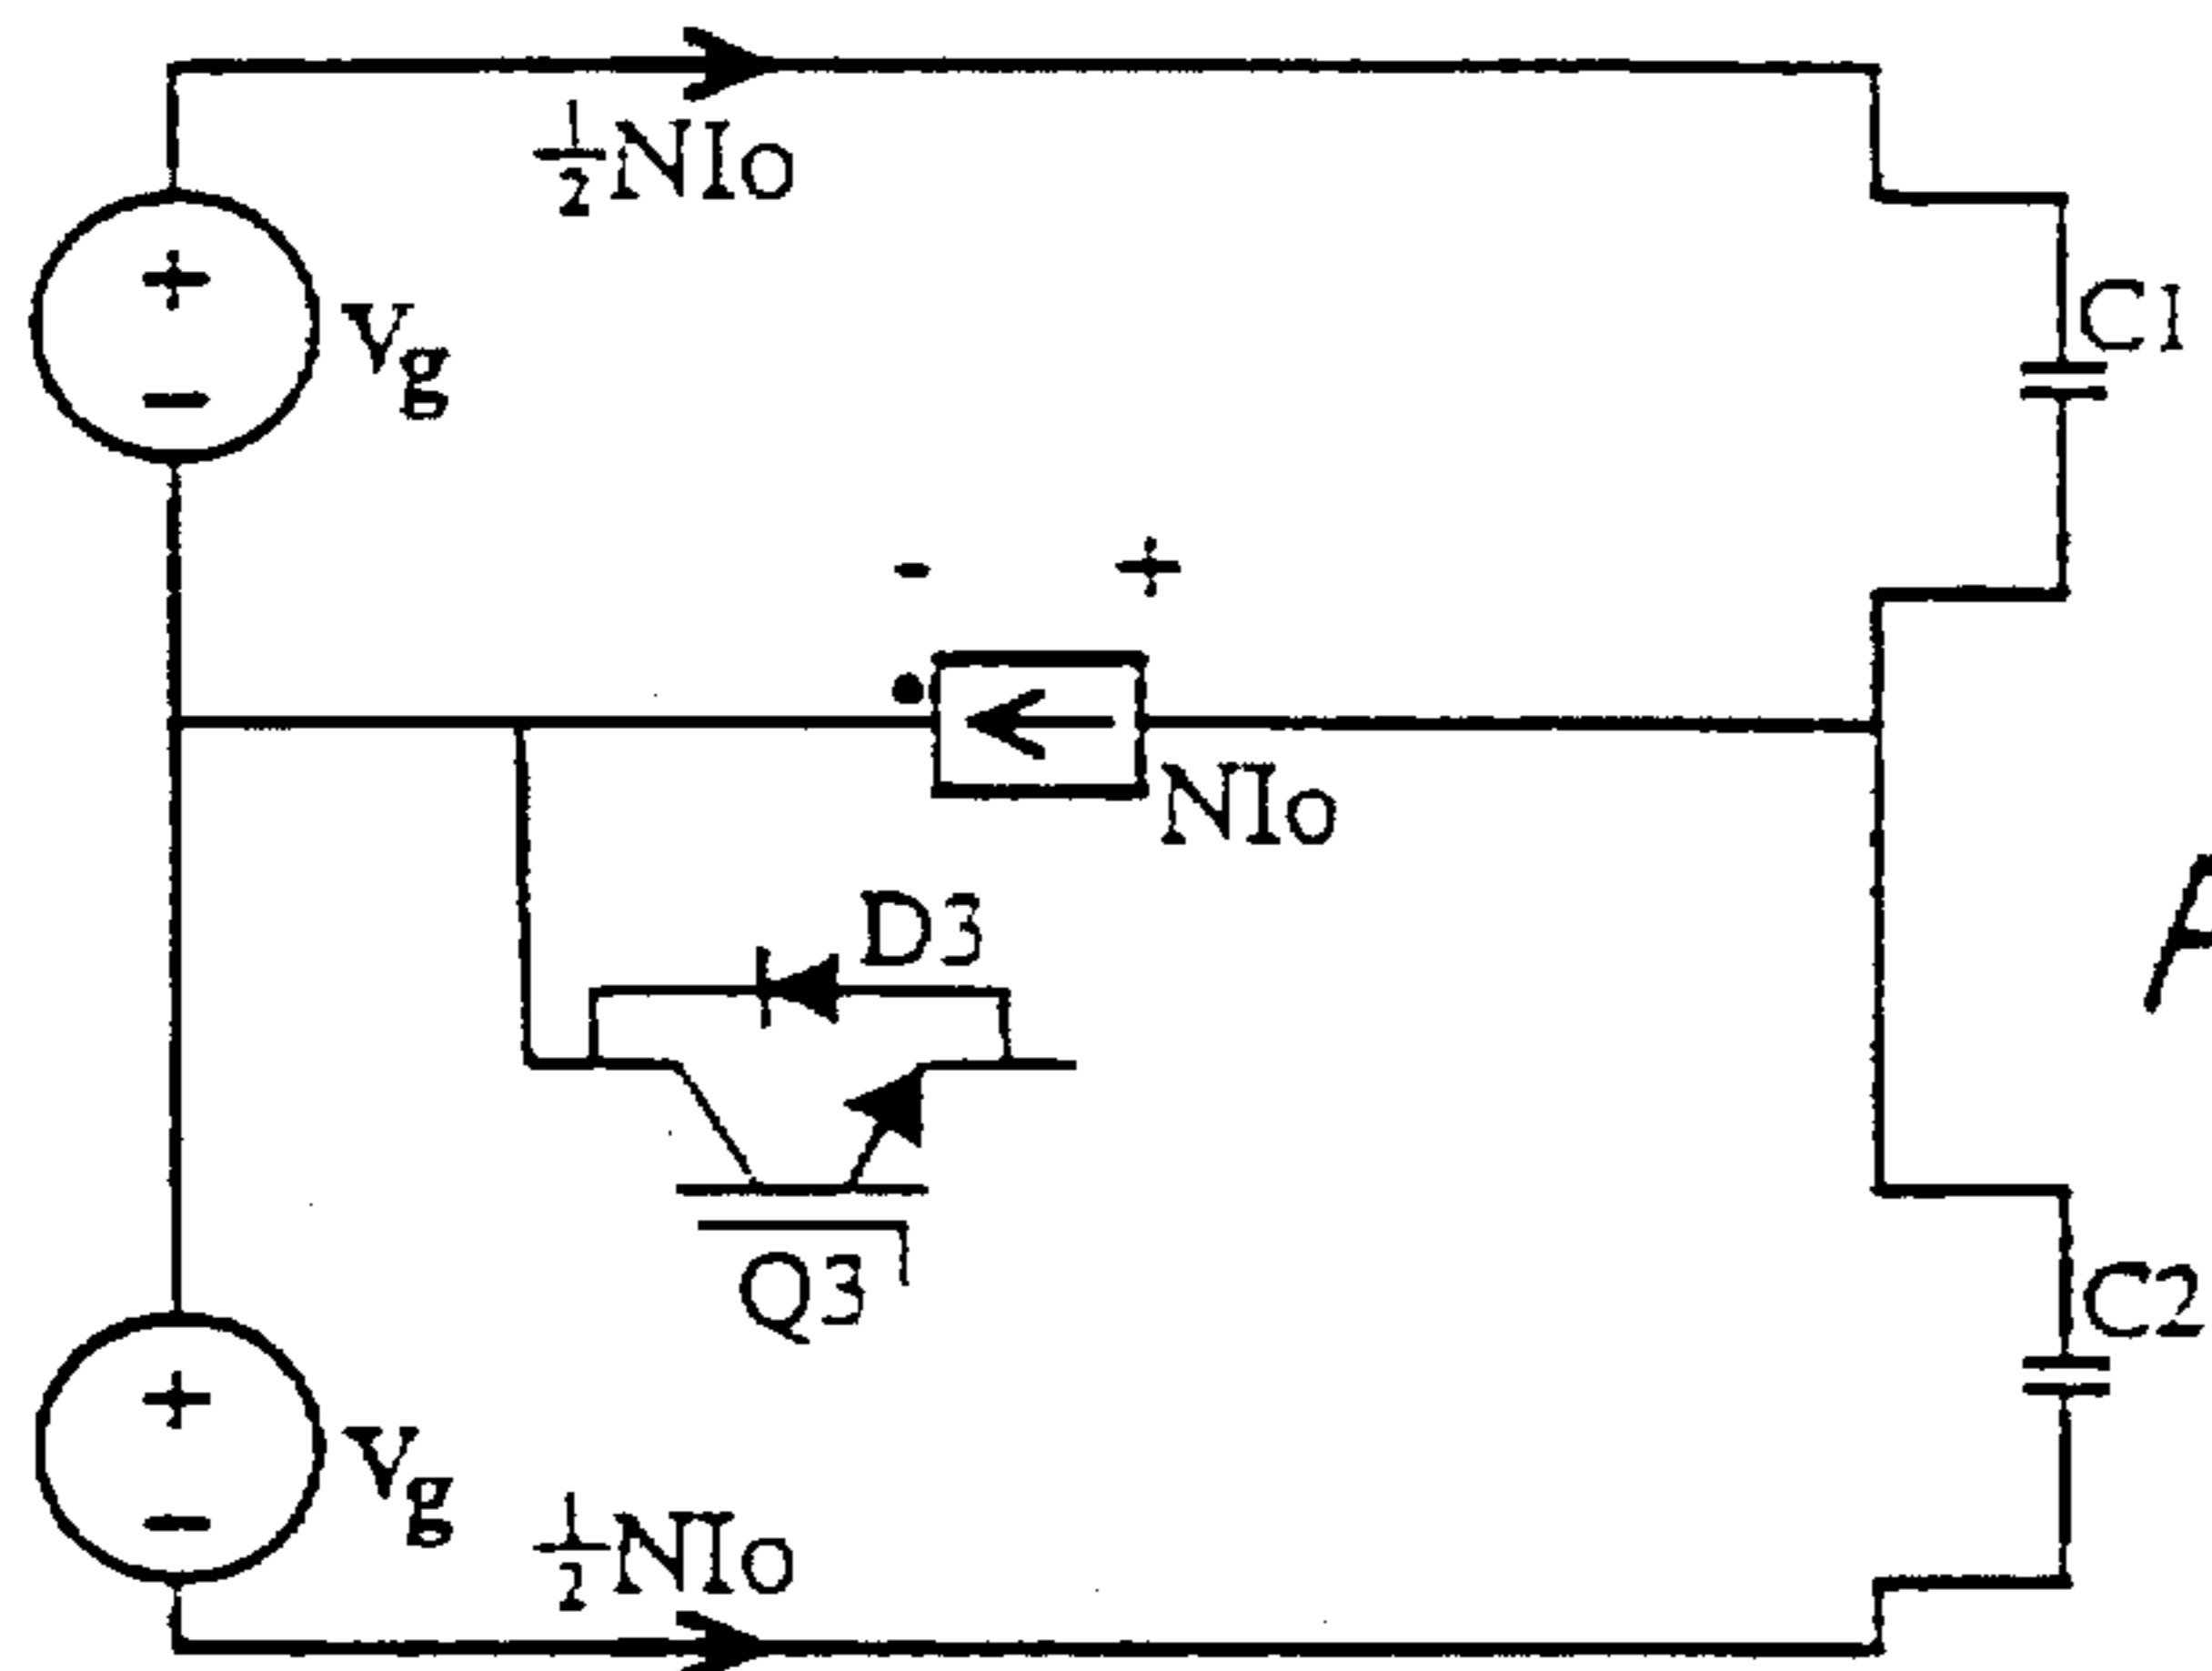 ½NIo
+
Vg
-
C1
- +
NIo
D3
Q3
+
Vg
-
C2
½NIo